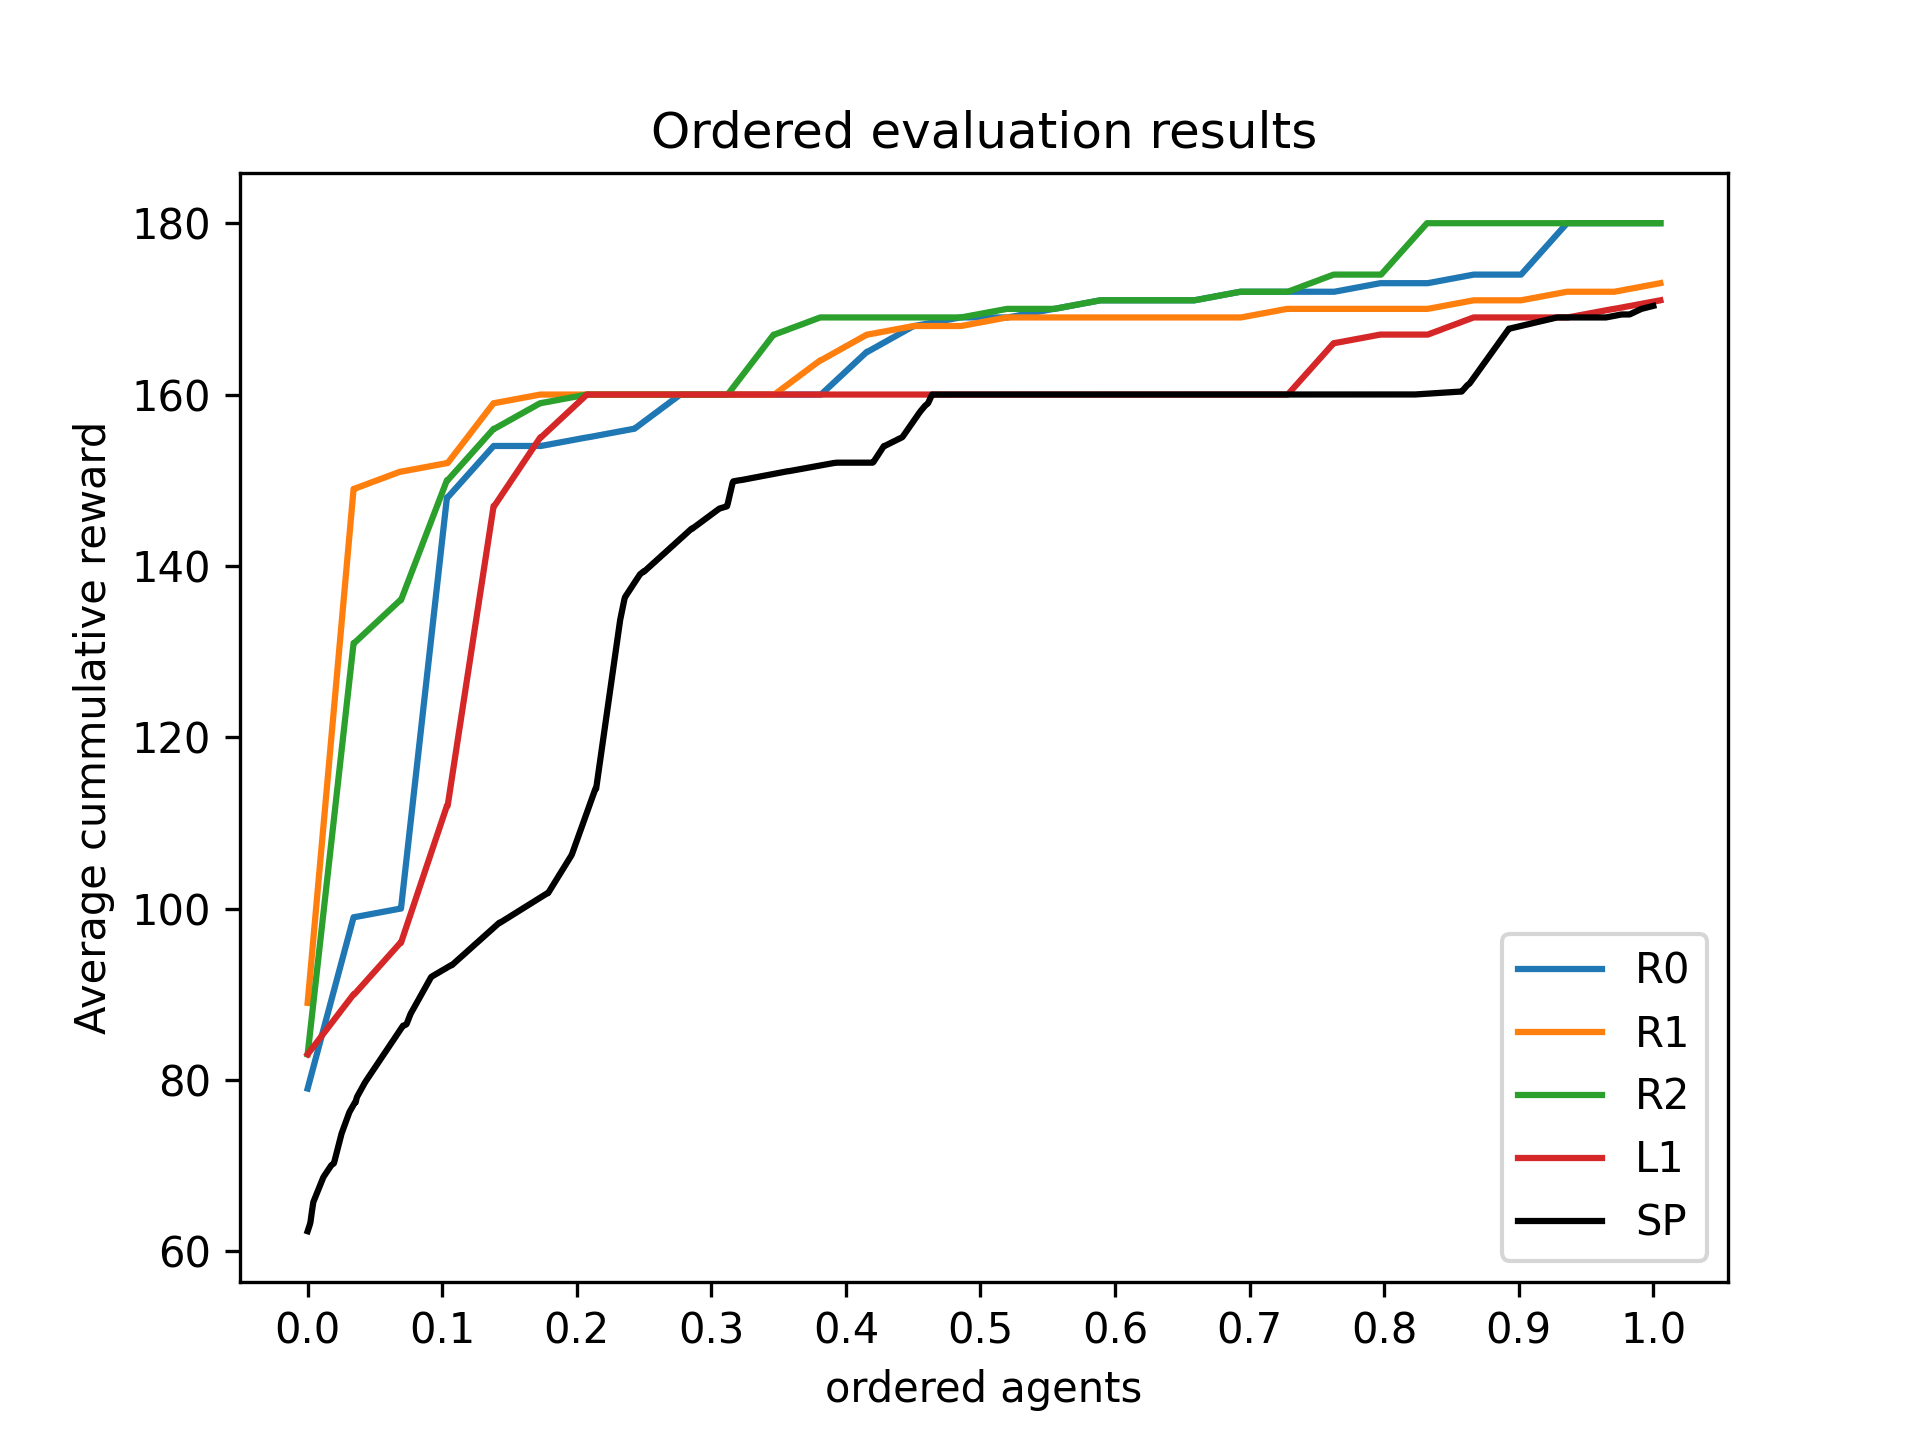 Ordered evaluation results
Average cummulative reward
180
160
140
120
100
80
60
0.0 0.1 0.2 0.3 0.4 0.5 0.6 0.7 0.8 0.9 1.0
ordered agents
R0
R1
R2
L1
SP